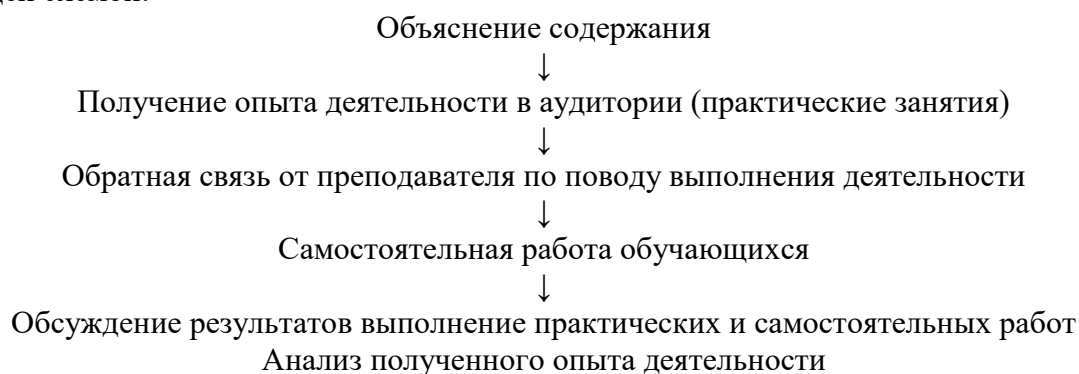 Объяснение содержания
↓
Получение опыта деятельности в аудитории (практические занятия)
↓
Обратная связь от преподавателя по поводу выполнения деятельности
↓
Самостоятельная работа обучающихся
↓
Обсуждение результатов выполнение практических и самостоятельных работ
Анализ полученного опыта деятельности